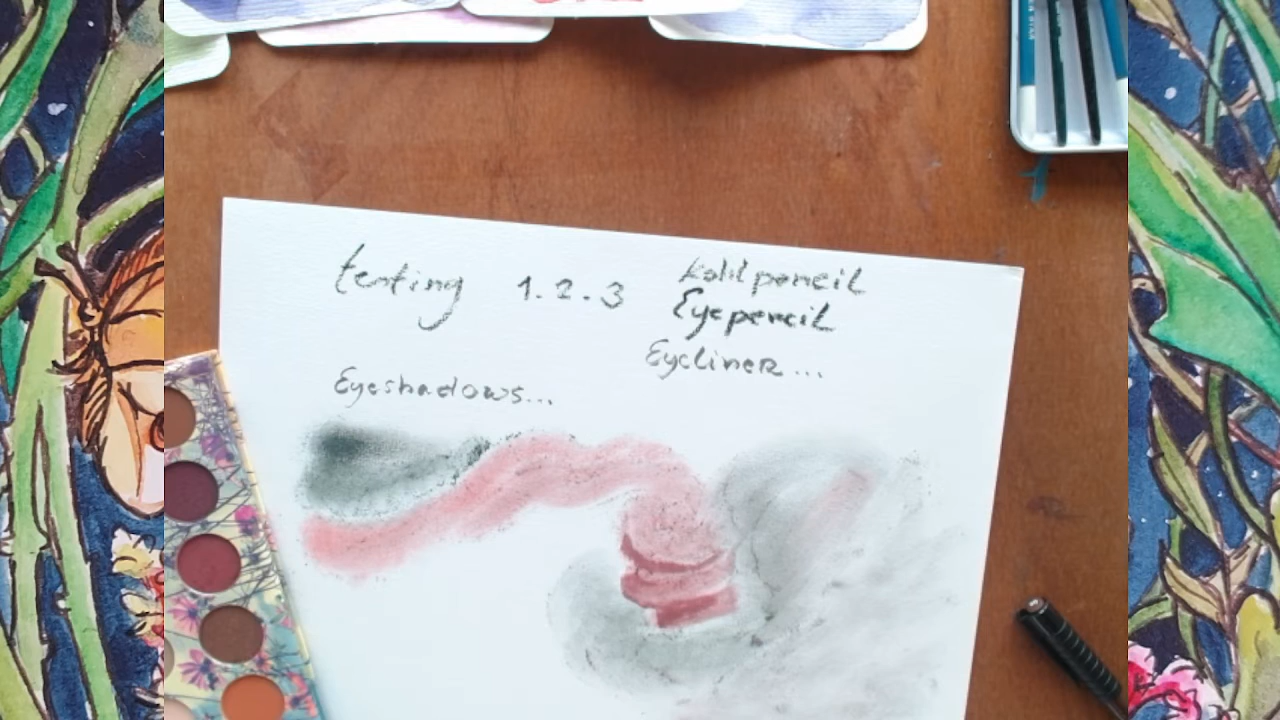 testing 1.2.3
Kohl pencil
Eyepencil
Eyeliner...
Eyeshadows...